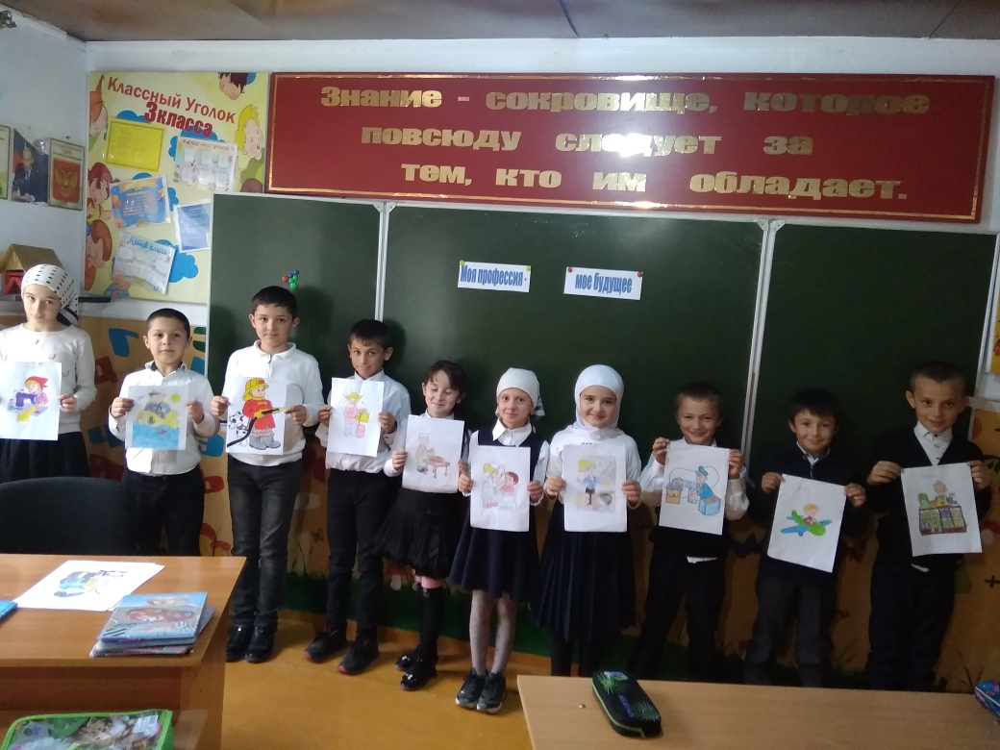 Классный Уголок
3класса
Знание - сокровище, которое
повсюду следует за
тем, кто им обладает.
Моя профессия -
мое будущее